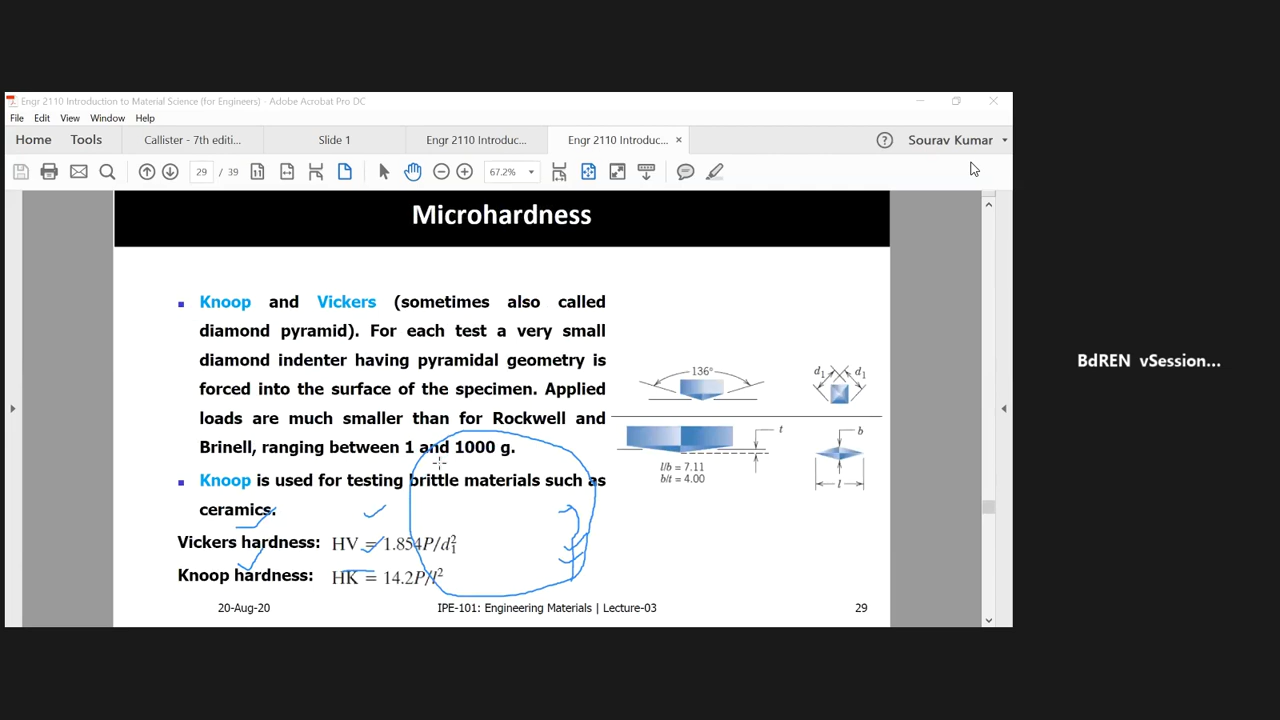 Engr 2110 Introduction to Material Science (for Engineers) - Adobe Acrobat Pro DC
File Edit View Window Help
Home Tools Callister - 7th editi... Slide 1 Engr 2110 Introduc... Engr 2110 Introduc... × ? Sourav Kumar
29 / 39 67.2%
Microhardness
▪ Knoop and Vickers (sometimes also called
diamond pyramid). For each test a very small
diamond indenter having pyramidal geometry is
forced into the surface of the specimen. Applied
loads are much smaller than for Rockwell and
Brinell, ranging between 1 and 1000 g.
▪ Knoop is used for testing brittle materials such as
ceramics.
Vickers hardness: HV = 1.854P/d₁²
Knoop hardness: HK = 14.2P/l²
136°
d₁ d₁
t
b
l/b = 7.11
b/t = 4.00
l
20-Aug-20 IPE-101: Engineering Materials | Lecture-03 29
BdREN vSession...